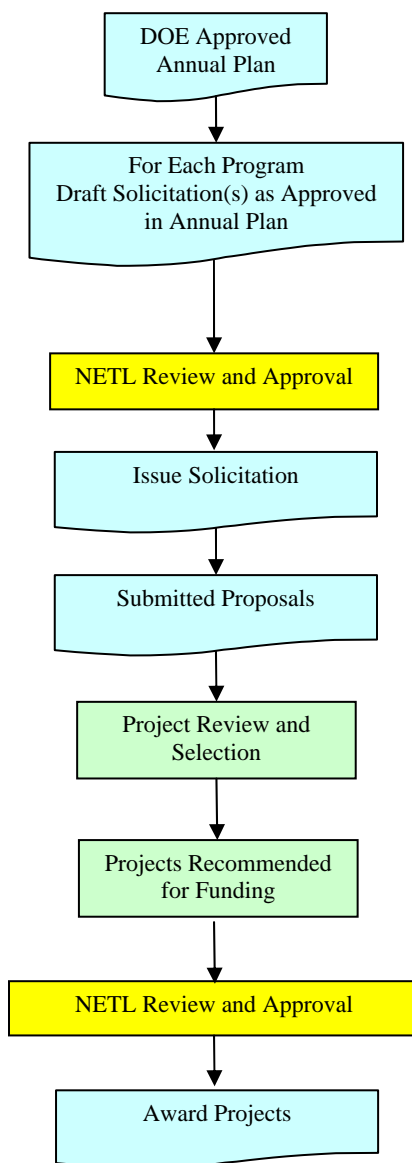 DOE Approved
Annual Plan
For Each Program
Draft Solicitation(s) as Approved
in Annual Plan
NETL Review and Approval
Issue Solicitation
Submitted Proposals
Project Review and
Selection
Projects Recommended
for Funding
NETL Review and Approval
Award Projects